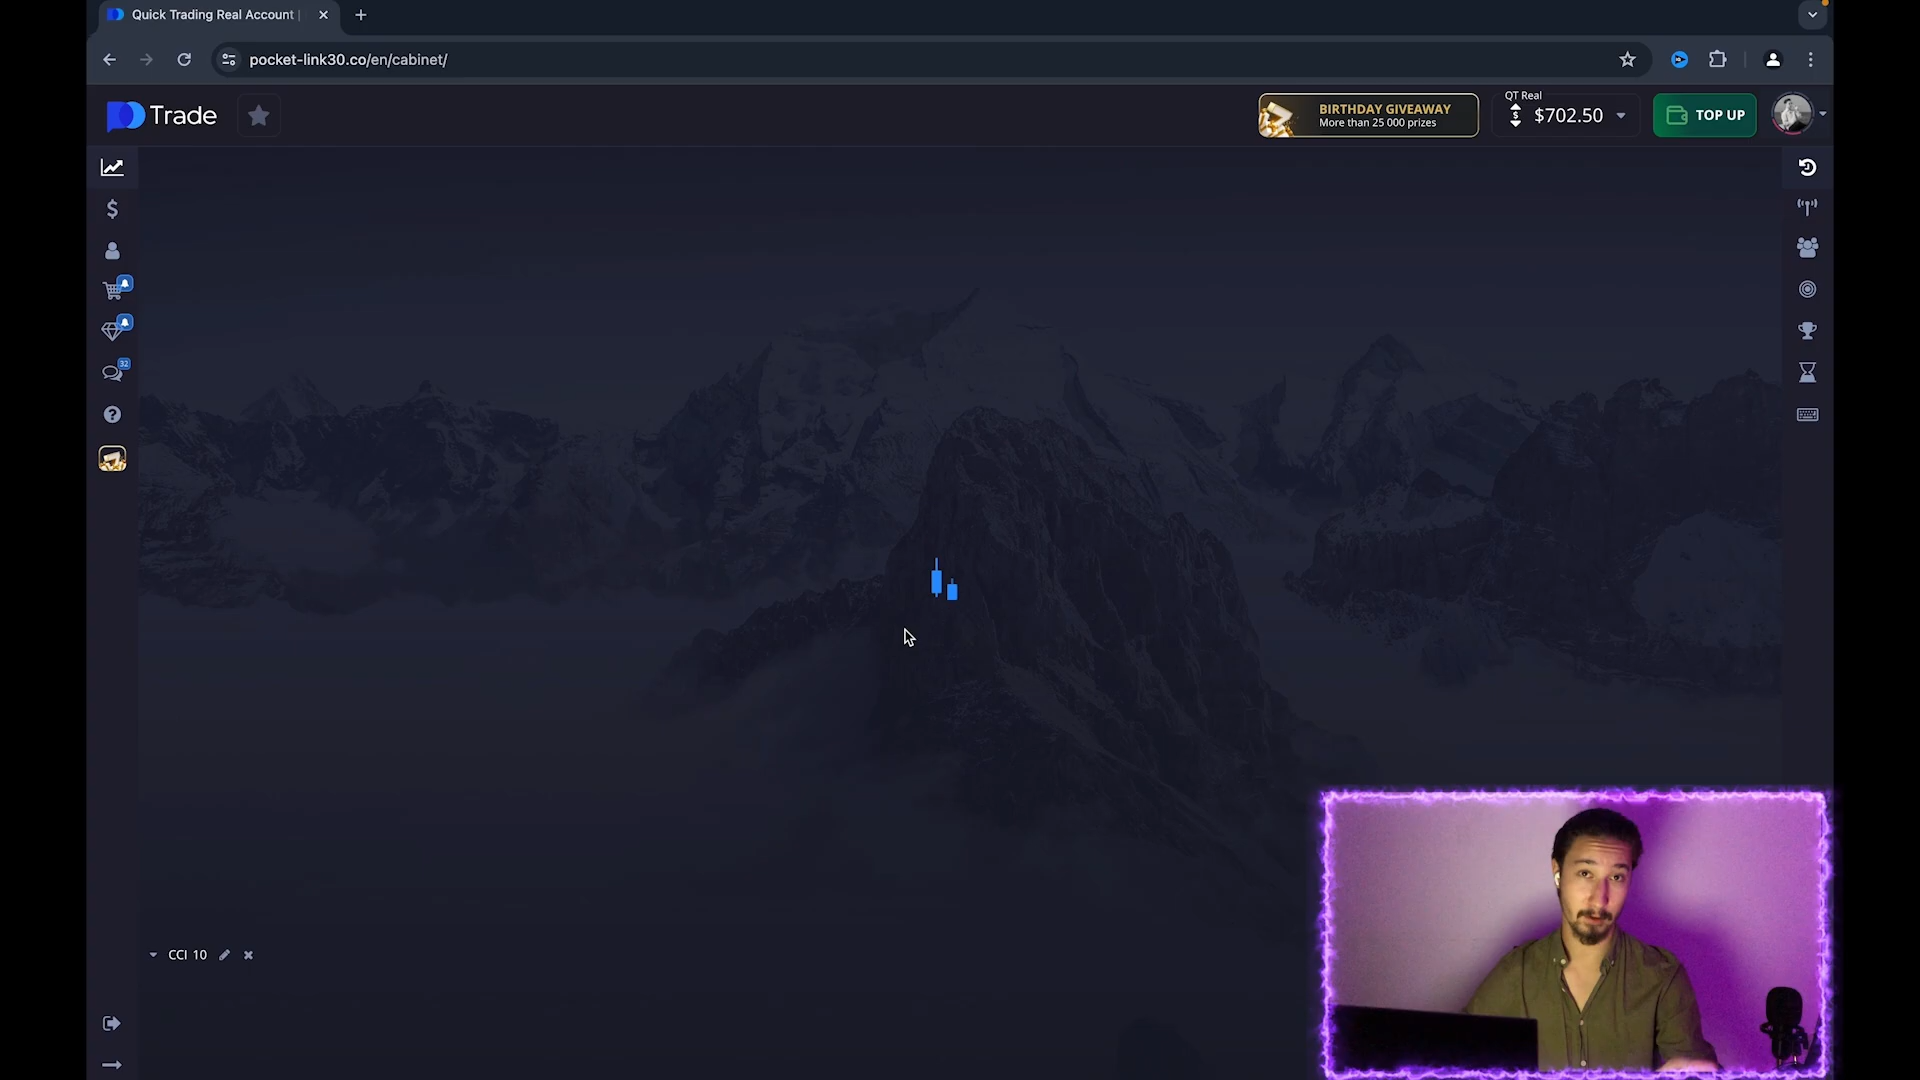 Quick Trading Real Account |
pocket-link30.co/en/cabinet/
Trade
BIRTHDAY GIVEAWAY
More than 25 000 prizes
QT Real
$702.50
TOP UP
32
CCI 10